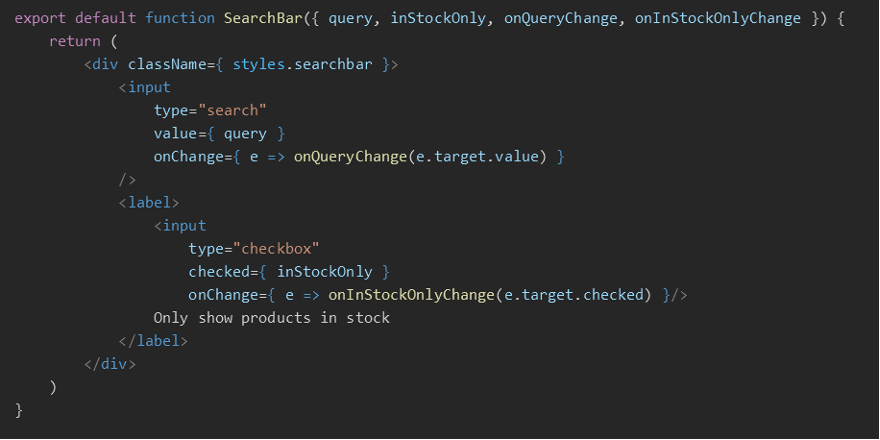 export default function SearchBar({ query, inStockOnly, onQueryChange, onInStockOnlyChange }) {
    return (
        <div className={ styles.searchbar }>
            <input
                type="search"
                value={ query }
                onChange={ e => onQueryChange(e.target.value) }
            />
            <label>
                <input
                    type="checkbox"
                    checked={ inStockOnly }
                    onChange={ e => onInStockOnlyChange(e.target.checked) }/>
                Only show products in stock
            </label>
        </div>
    )
}